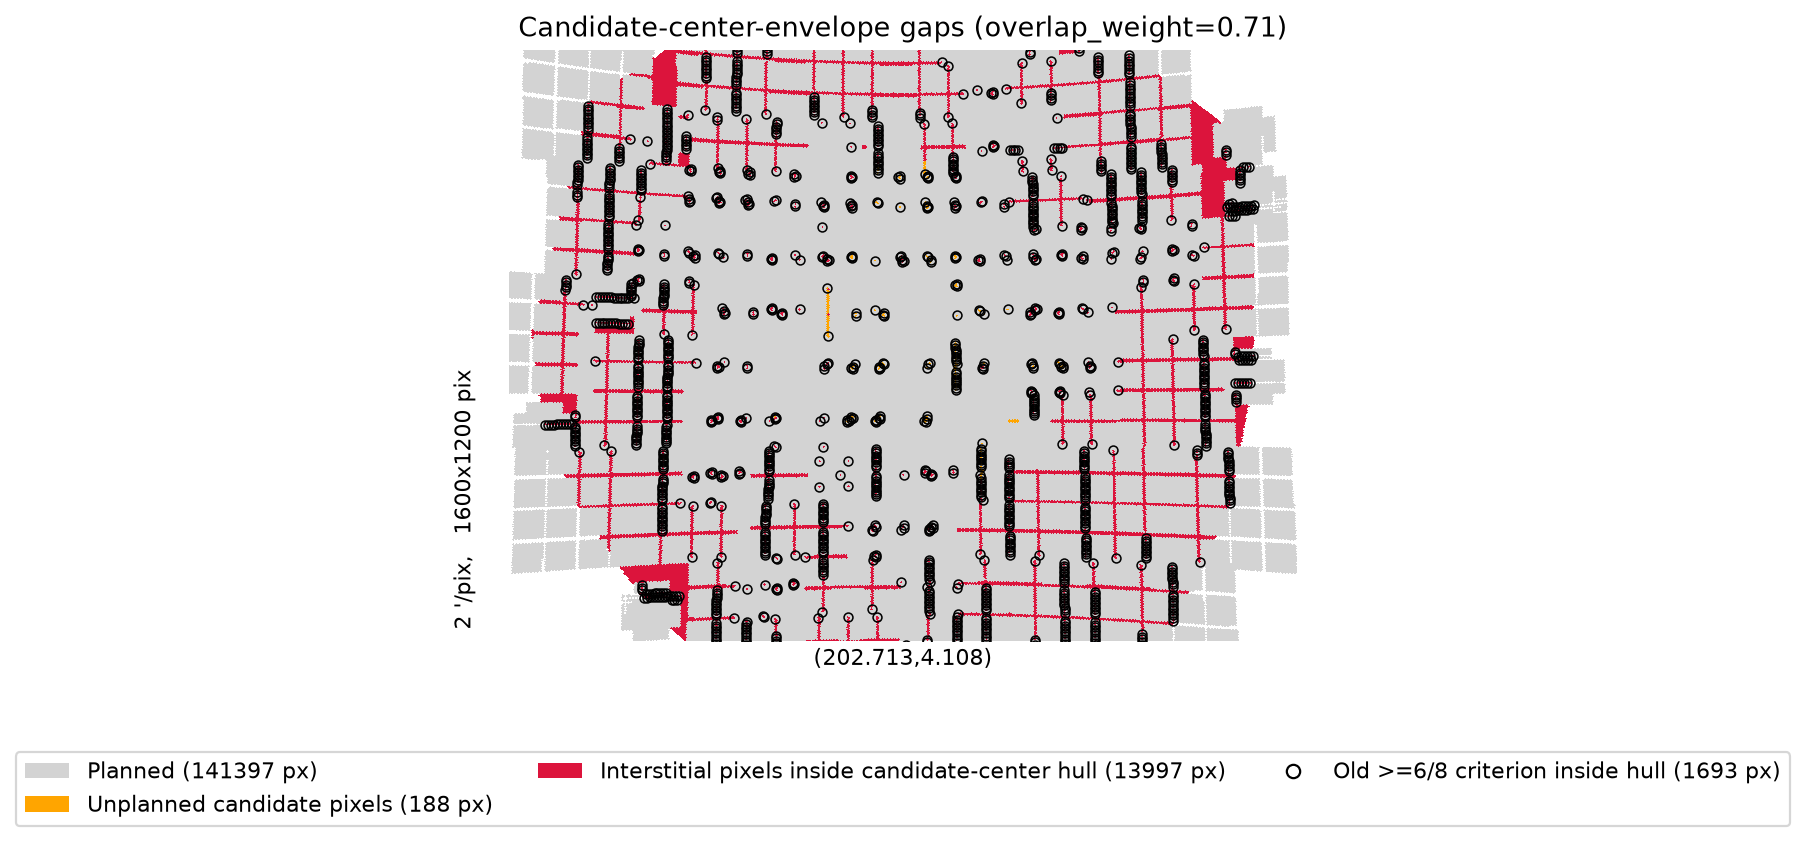 Candidate-center-envelope gaps (overlap_weight=0.71)
2 '/pix,   1600x1200 pix
(202.713,4.108)
Planned (141397 px)
Unplanned candidate pixels (188 px)
Interstitial pixels inside candidate-center hull (13997 px)
Old >=6/8 criterion inside hull (1693 px)